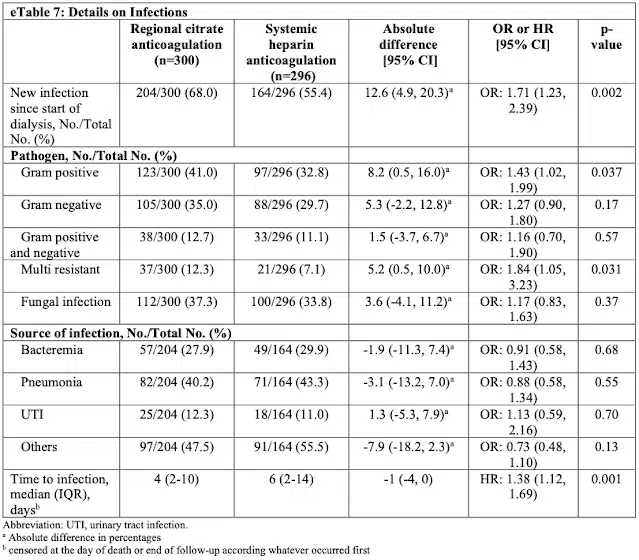 eTable 7: Details on Infections
Regional citrate anticoagulation (n=300) Systemic heparin anticoagulation (n=296) Absolute difference [95% CI] OR or HR [95% CI] p-value
New infection since start of dialysis, No./Total No. (%) 204/300 (68.0) 164/296 (55.4) 12.6 (4.9, 20.3)ᵃ OR: 1.71 (1.23, 2.39) 0.002
Pathogen, No./Total No. (%)
Gram positive 123/300 (41.0) 97/296 (32.8) 8.2 (0.5, 16.0)ᵃ OR: 1.43 (1.02, 1.99) 0.037
Gram negative 105/300 (35.0) 88/296 (29.7) 5.3 (-2.2, 12.8)ᵃ OR: 1.27 (0.90, 1.80) 0.17
Gram positive and negative 38/300 (12.7) 33/296 (11.1) 1.5 (-3.7, 6.7)ᵃ OR: 1.16 (0.70, 1.90) 0.57
Multi resistant 37/300 (12.3) 21/296 (7.1) 5.2 (0.5, 10.0)ᵃ OR: 1.84 (1.05, 3.23) 0.031
Fungal infection 112/300 (37.3) 100/296 (33.8) 3.6 (-4.1, 11.2)ᵃ OR: 1.17 (0.83, 1.63) 0.37
Source of infection, No./Total No. (%)
Bacteremia 57/204 (27.9) 49/164 (29.9) -1.9 (-11.3, 7.4)ᵃ OR: 0.91 (0.58, 1.43) 0.68
Pneumonia 82/204 (40.2) 71/164 (43.3) -3.1 (-13.2, 7.0)ᵃ OR: 0.88 (0.58, 1.34) 0.55
UTI 25/204 (12.3) 18/164 (11.0) 1.3 (-5.3, 7.9)ᵃ OR: 1.13 (0.59, 2.16) 0.70
Others 97/204 (47.5) 91/164 (55.5) -7.9 (-18.2, 2.3)ᵃ OR: 0.73 (0.48, 1.10) 0.13
Time to infection, median (IQR), daysᵇ 4 (2-10) 6 (2-14) -1 (-4, 0) HR: 1.38 (1.12, 1.69) 0.001
Abbreviation: UTI, urinary tract infection.
ᵃ Absolute difference in percentages
ᵇ censored at the day of death or end of follow-up according whatever occurred first